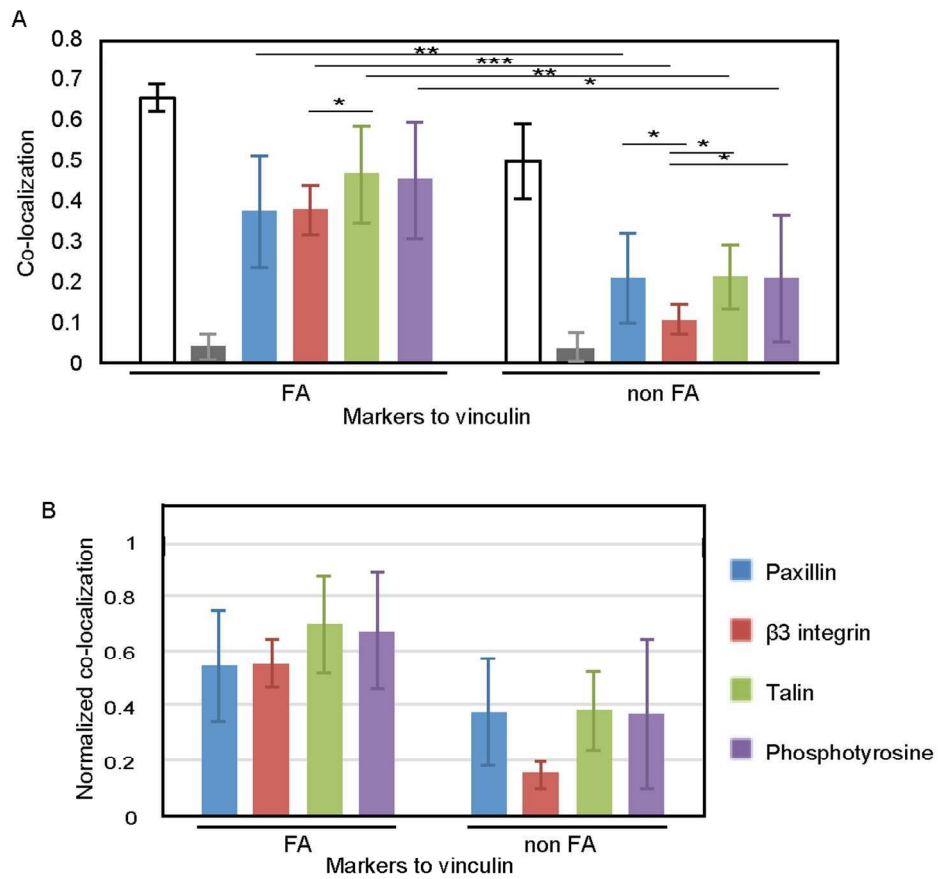 A
0.8
0.7
0.6
0.5
0.4
0.3
0.2
0.1
0
Co-localization
**
***
**
*
*
*
*
*
FA
non FA
Markers to vinculin
B
1
0.8
0.6
0.4
0.2
0
Normalized co-localization
FA
non FA
Markers to vinculin
Paxillin
β3 integrin
Talin
Phosphotyrosine